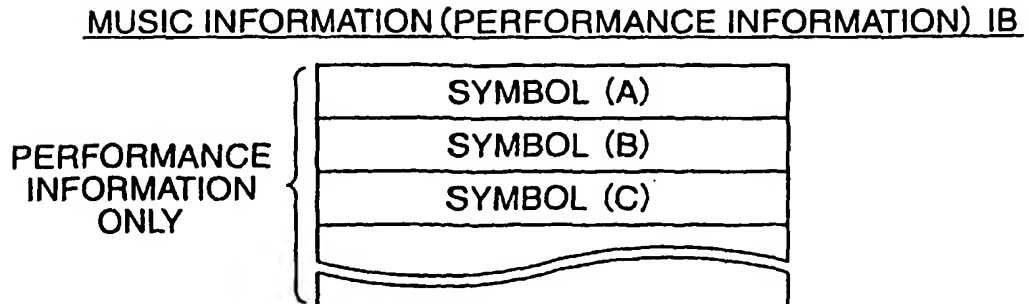 MUSIC INFORMATION (PERFORMANCE INFORMATION) IB
SYMBOL (A)
SYMBOL (B)
SYMBOL (C)
PERFORMANCE
INFORMATION
ONLY